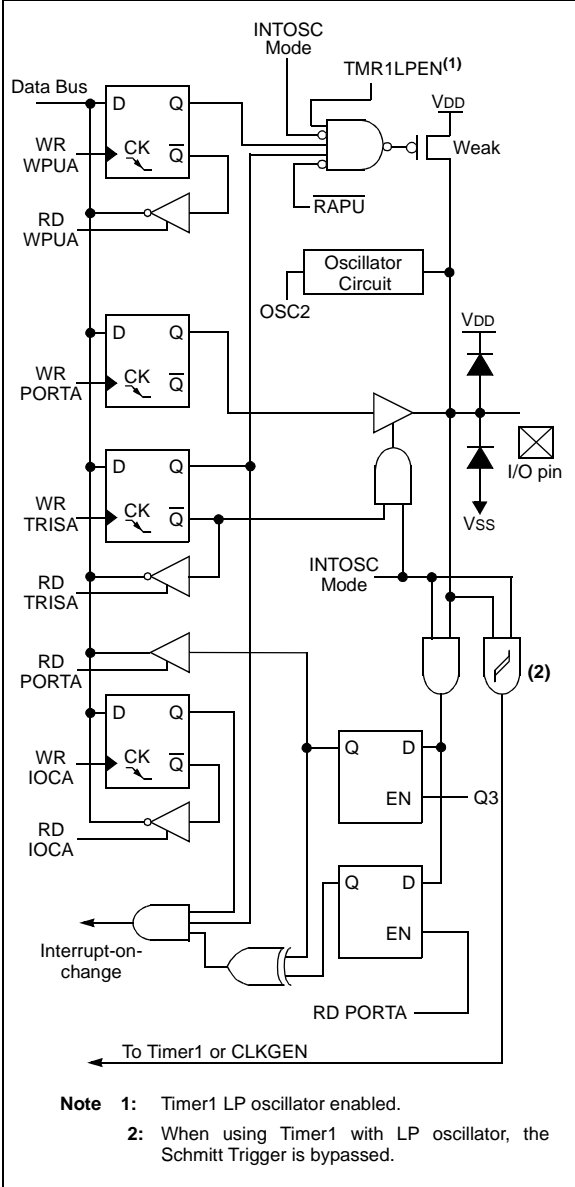 INTOSC
Mode
TMR1LPEN(1)
Data Bus
D Q
VDD
WR
WPUA
CK Q
Weak
RD
WPUA
RAPU
Oscillator
Circuit
OSC2
D Q
VDD
WR
PORTA
CK Q
D Q
I/O pin
WR
TRISA
CK Q
VSS
INTOSC
Mode
RD
TRISA
RD
PORTA
(2)
D Q
Q D
WR
IOCA
CK Q
EN
Q3
RD
IOCA
Q D
EN
Interrupt-on-
change
RD PORTA
To Timer1 or CLKGEN
Note 1: Timer1 LP oscillator enabled.
2: When using Timer1 with LP oscillator, the
Schmitt Trigger is bypassed.